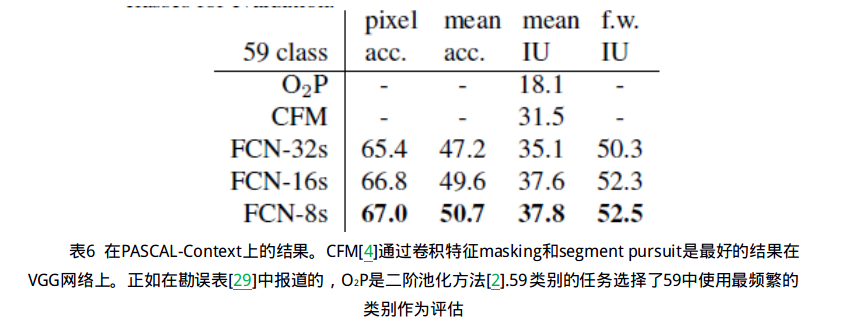 pixel mean mean f.w.
59 class acc. acc. IU IU
O₂P - - 18.1 -
CFM - - 31.5 -
FCN-32s 65.4 47.2 35.1 50.3
FCN-16s 66.8 49.6 37.6 52.3
FCN-8s 67.0 50.7 37.8 52.5
表6 在PASCAL-Context上的结果。CFM[4]通过卷积特征masking和segment pursuit是最好的结果在
VGG网络上。正如在勘误表[29]中报道的，O₂P是二阶池化方法[2].59类别的任务选择了59中使用最频繁的
类别作为评估